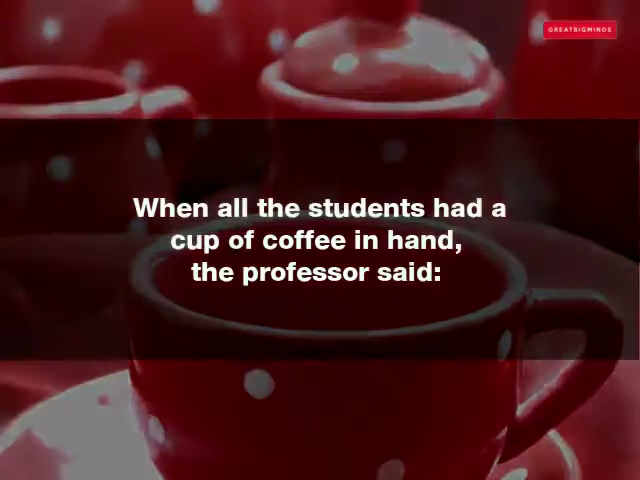 GREATBIGMINDS
When all the students had a
cup of coffee in hand,
the professor said: